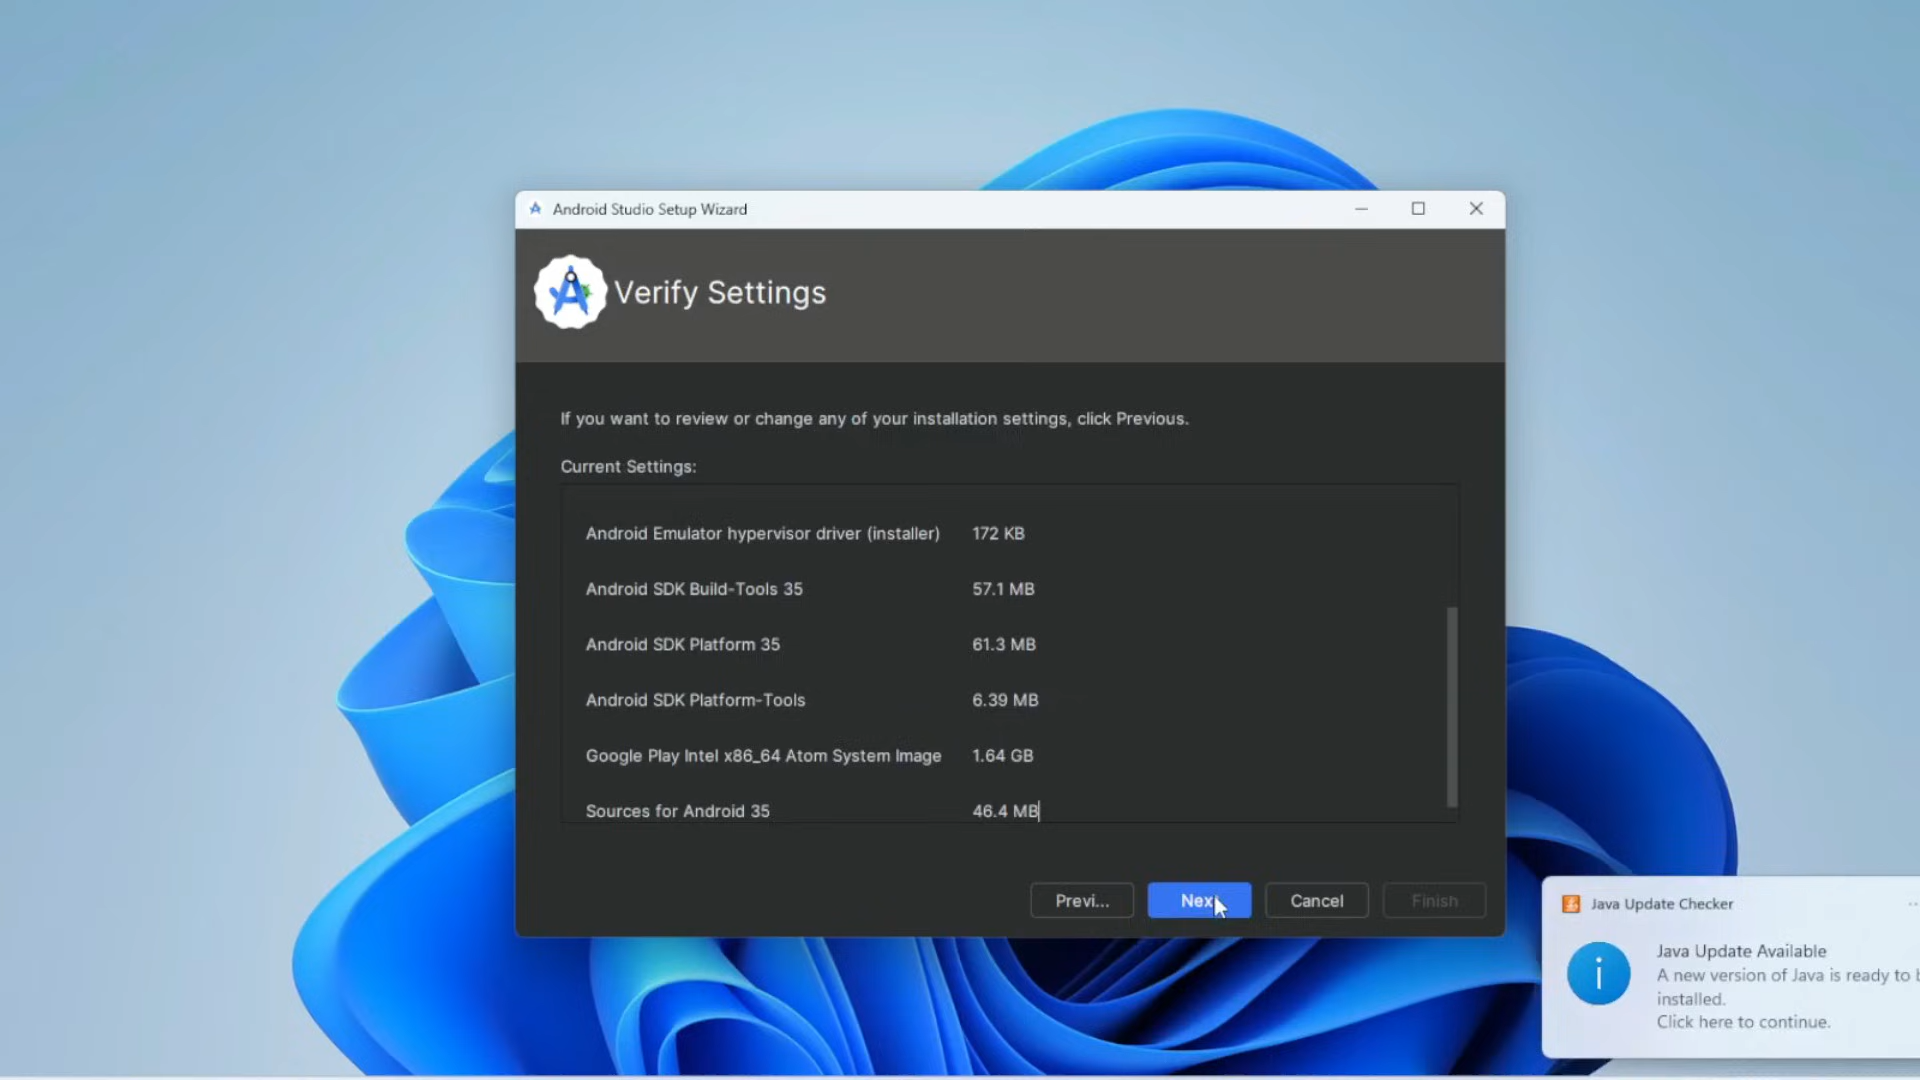 Android Studio Setup Wizard
Verify Settings
If you want to review or change any of your installation settings, click Previous.
Current Settings:
Android Emulator hypervisor driver (installer) 172 KB
Android SDK Build-Tools 35 57.1 MB
Android SDK Platform 35 61.3 MB
Android SDK Platform-Tools 6.39 MB
Google Play Intel x86_64 Atom System Image 1.64 GB
Sources for Android 35 46.4 MB
Previ... Next Cancel Finish
Java Update Checker
Java Update Available
A new version of Java is ready to
installed.
Click here to continue.